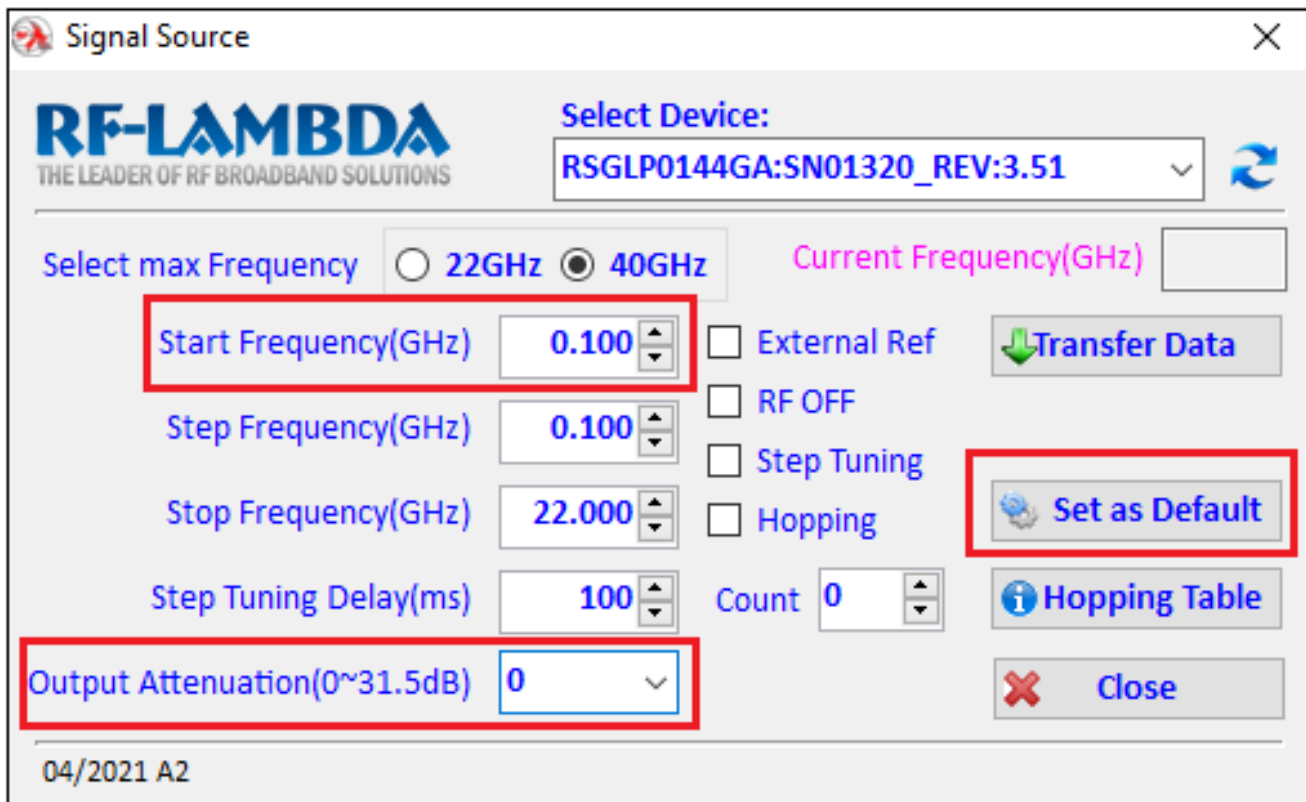 Signal Source
RF-LAMBDA
THE LEADER OF RF BROADBAND SOLUTIONS
Select Device:
RSGLP0144GA:SN01320_REV:3.51
Select max Frequency 22GHz 40GHz Current Frequency(GHz)
Start Frequency(GHz) 0.100 External Ref Transfer Data
RF OFF
Step Frequency(GHz) 0.100
Step Tuning
Stop Frequency(GHz) 22.000 Hopping Set as Default
Step Tuning Delay(ms) 100 Count 0 Hopping Table
Output Attenuation(0~31.5dB) 0 Close
04/2021 A2